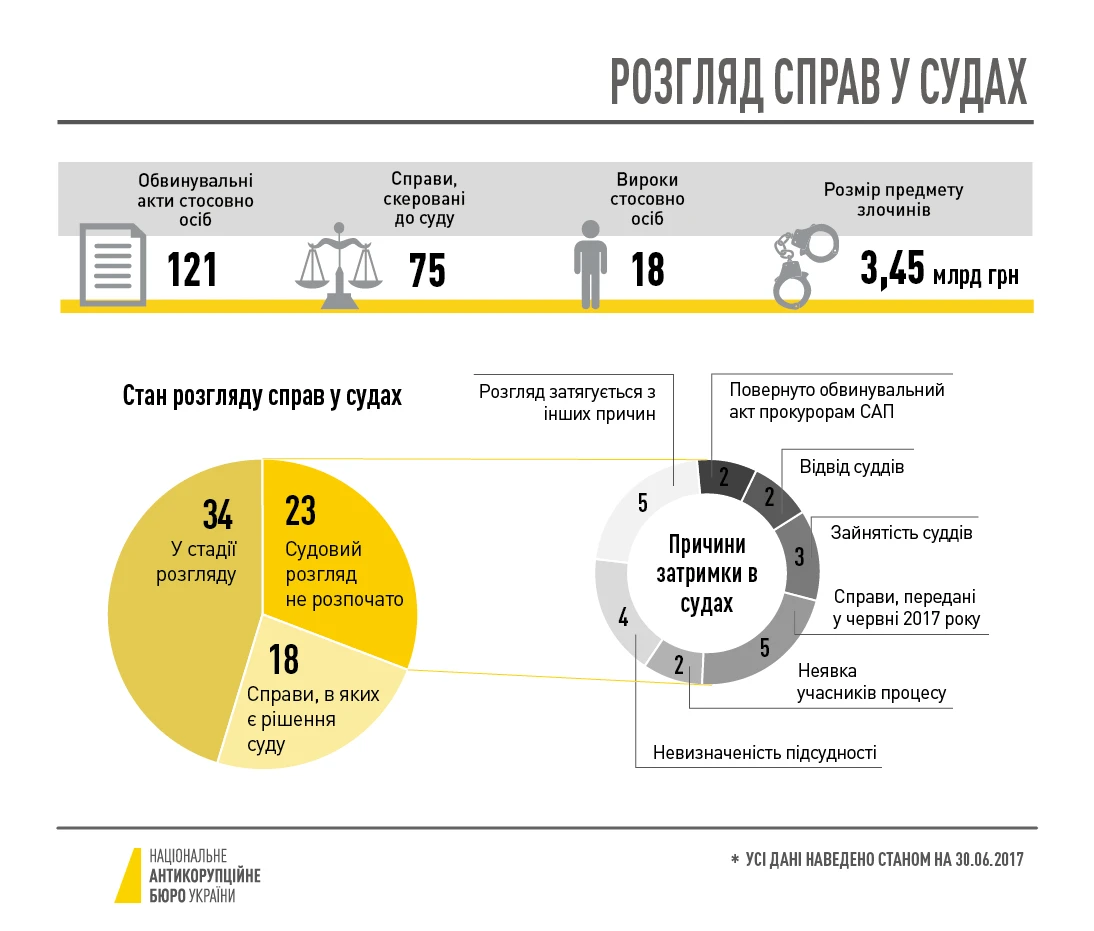 РОЗГЛЯД СПРАВ У СУДАХ
Обвинувальні
акти стосовно
осіб
121
Справи,
скеровані
до суду
75
Вироки
стосовно
осіб
18
Розмір предмету
злочинів
3,45 млрд грн
Стан розгляду справ у судах
34
У стадії
розгляду
23
Судовий
розгляд
не розпочато
18
Справи, в яких
є рішення
суду
Розгляд затягується з
інших причин
Повернуто обвинувальний
акт прокурорам САП
Відвід суддів
Зайнятість суддів
Справи, передані
у червні 2017 року
Неявка
учасників процесу
Невизначеність підсудності
Причини
затримки в
судах
2
2
3
5
2
4
5
НАЦІОНАЛЬНЕ
АНТИКОРУПЦІЙНЕ
БЮРО УКРАЇНИ
* УСІ ДАНІ НАВЕДЕНО СТАНОМ НА 30.06.2017